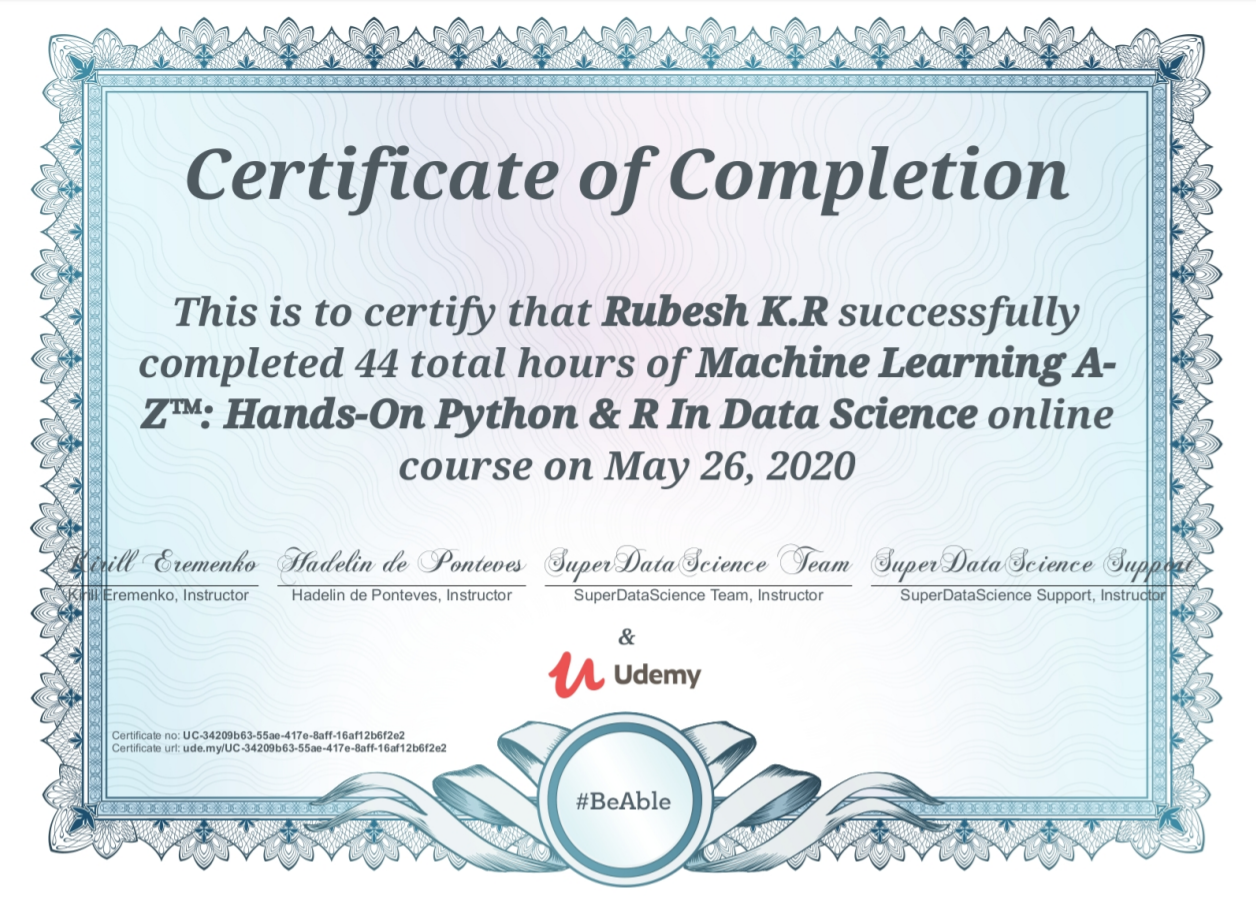 Certificate of Completion
This is to certify that Rubesh K.R successfully
completed 44 total hours of Machine Learning A-
Z™: Hands-On Python & R In Data Science online
course on May 26, 2020
Kirill Eremenko Hadelin de Ponteves SuperDataScience Team SuperDataScience Support
Kirill Eremenko, Instructor Hadelin de Ponteves, Instructor SuperDataScience Team, Instructor SuperDataScience Support, Instructor
&
Udemy
Certificate no: UC-34209b63-55ae-417e-8aff-16af12b6f2e2
Certificate url: ude.my/UC-34209b63-55ae-417e-8aff-16af12b6f2e2
#BeAble